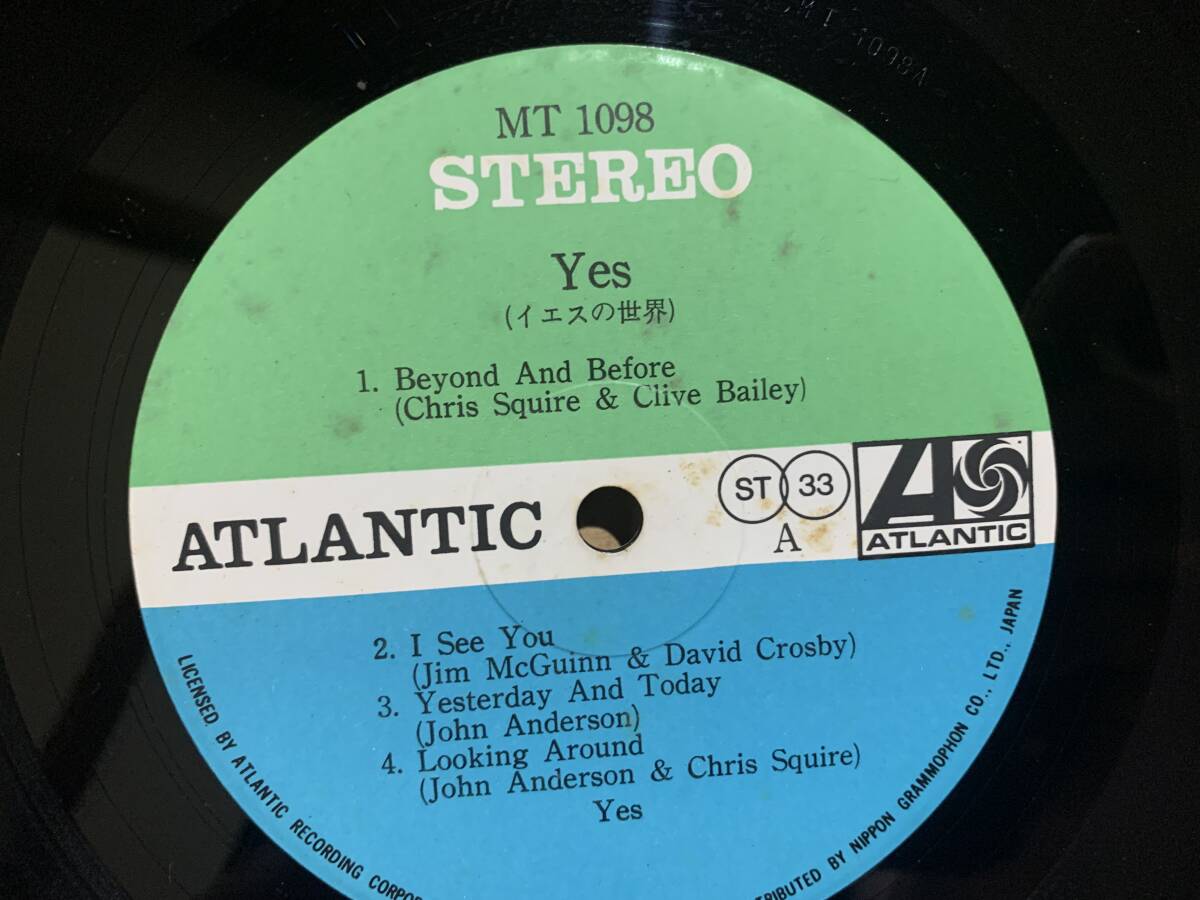 MT 1098A
MT 1098
STEREO
Yes
(イエスの世界)
1. Beyond And Before
(Chris Squire & Clive Bailey)
ATLANTIC
ST 33
A
ATLANTIC
2. I See You
(Jim McGuinn & David Crosby)
3. Yesterday And Today
(John Anderson)
4. Looking Around
(John Anderson & Chris Squire)
Yes
LICENSED BY ATLANTIC RECORDING
BY NIPPON GRAMMOPHON CO., LTD., JAPAN